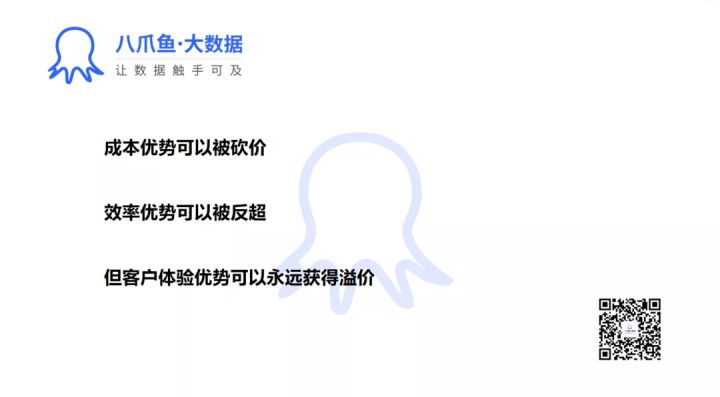 八爪鱼·大数据
让数据触手可及
成本优势可以被砍价
效率优势可以被反超
但客户体验优势可以永远获得溢价